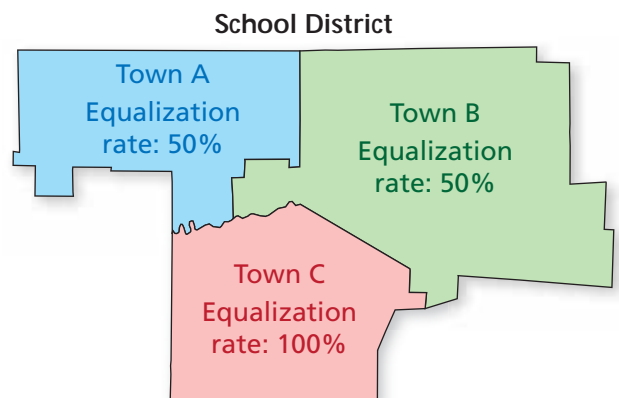 School District
Town A
Equalization
rate: 50%
Town B
Equalization
rate: 50%
Town C
Equalization
rate: 100%